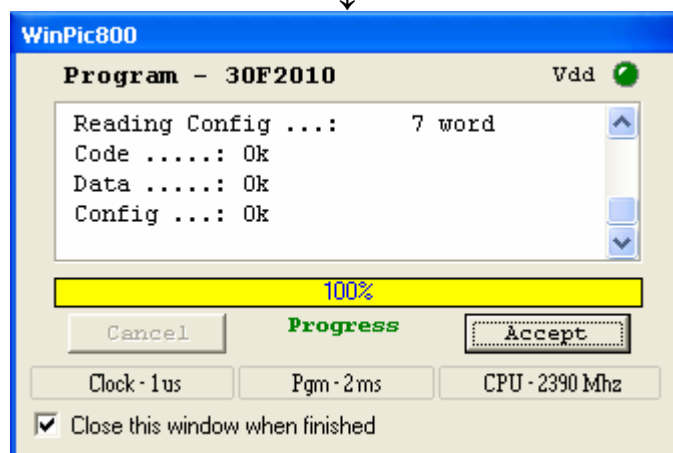 WinPic800
Program - 30F2010 Vdd
Reading Config ...: 7 word
Code .....: Ok
Data .....: Ok
Config ...: Ok
100%
Cancel Progress Accept
Clock - 1us Pgm - 2ms CPU - 2390 Mhz
Close this window when finished